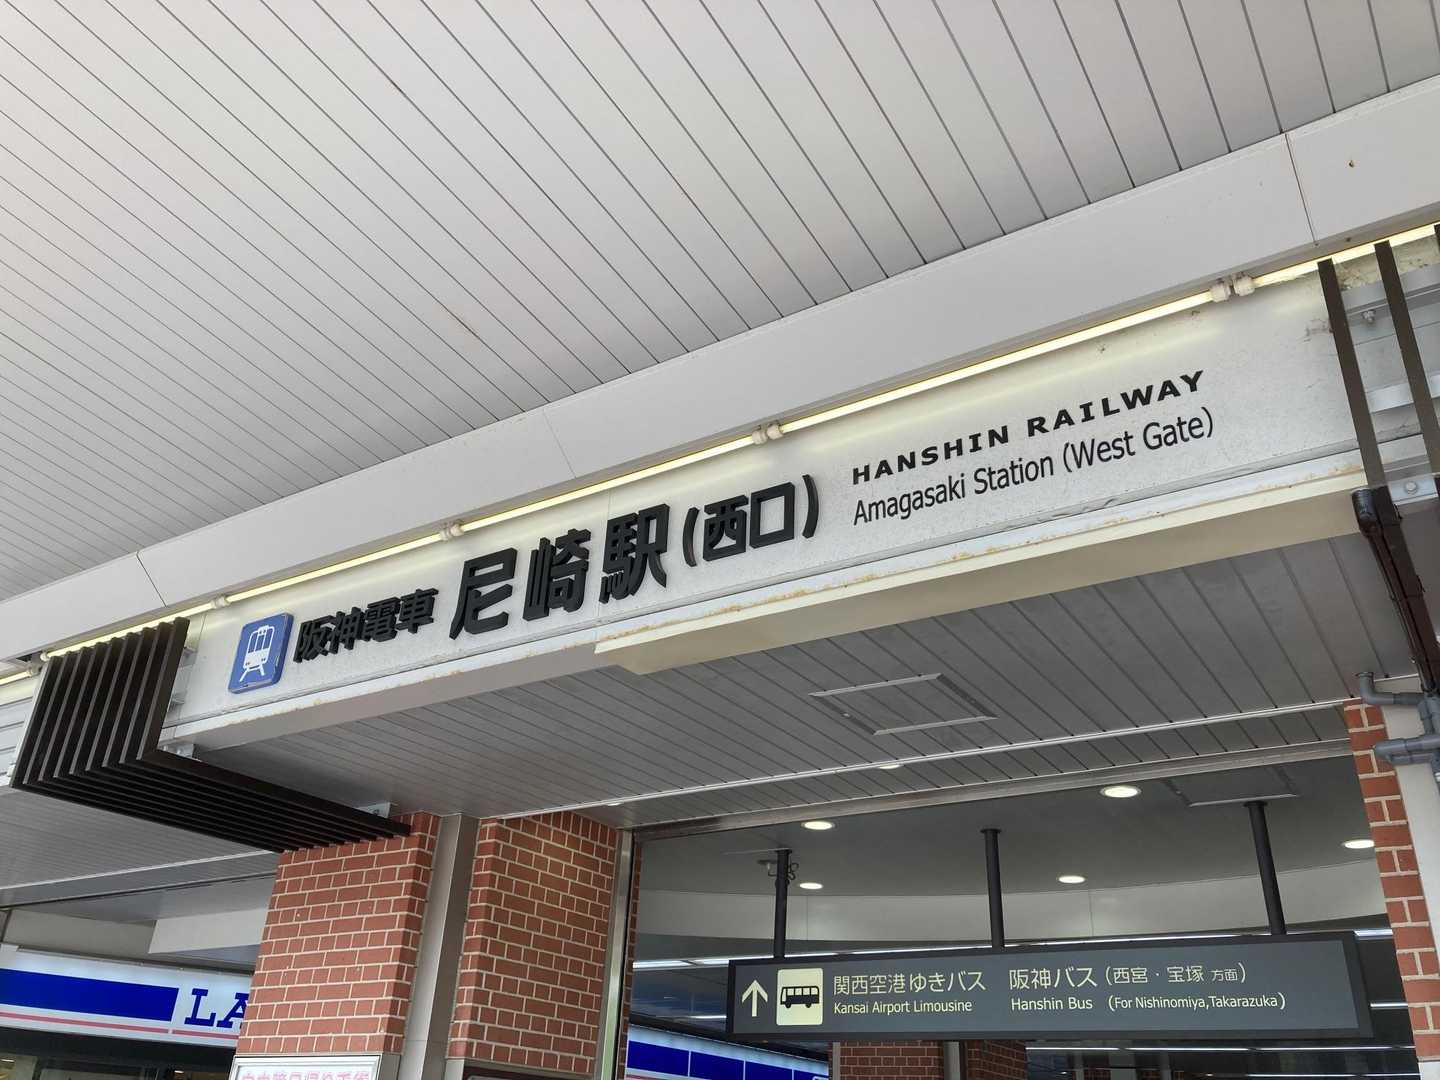 阪神電車 尼崎駅(西口)
HANSHIN RAILWAY
Amagasaki Station (West Gate)
関西空港ゆきバス 阪神バス (西宮・宝塚 方面)
Kansai Airport Limousine Hanshin Bus (For Nishinomiya,Takarazuka)
LA